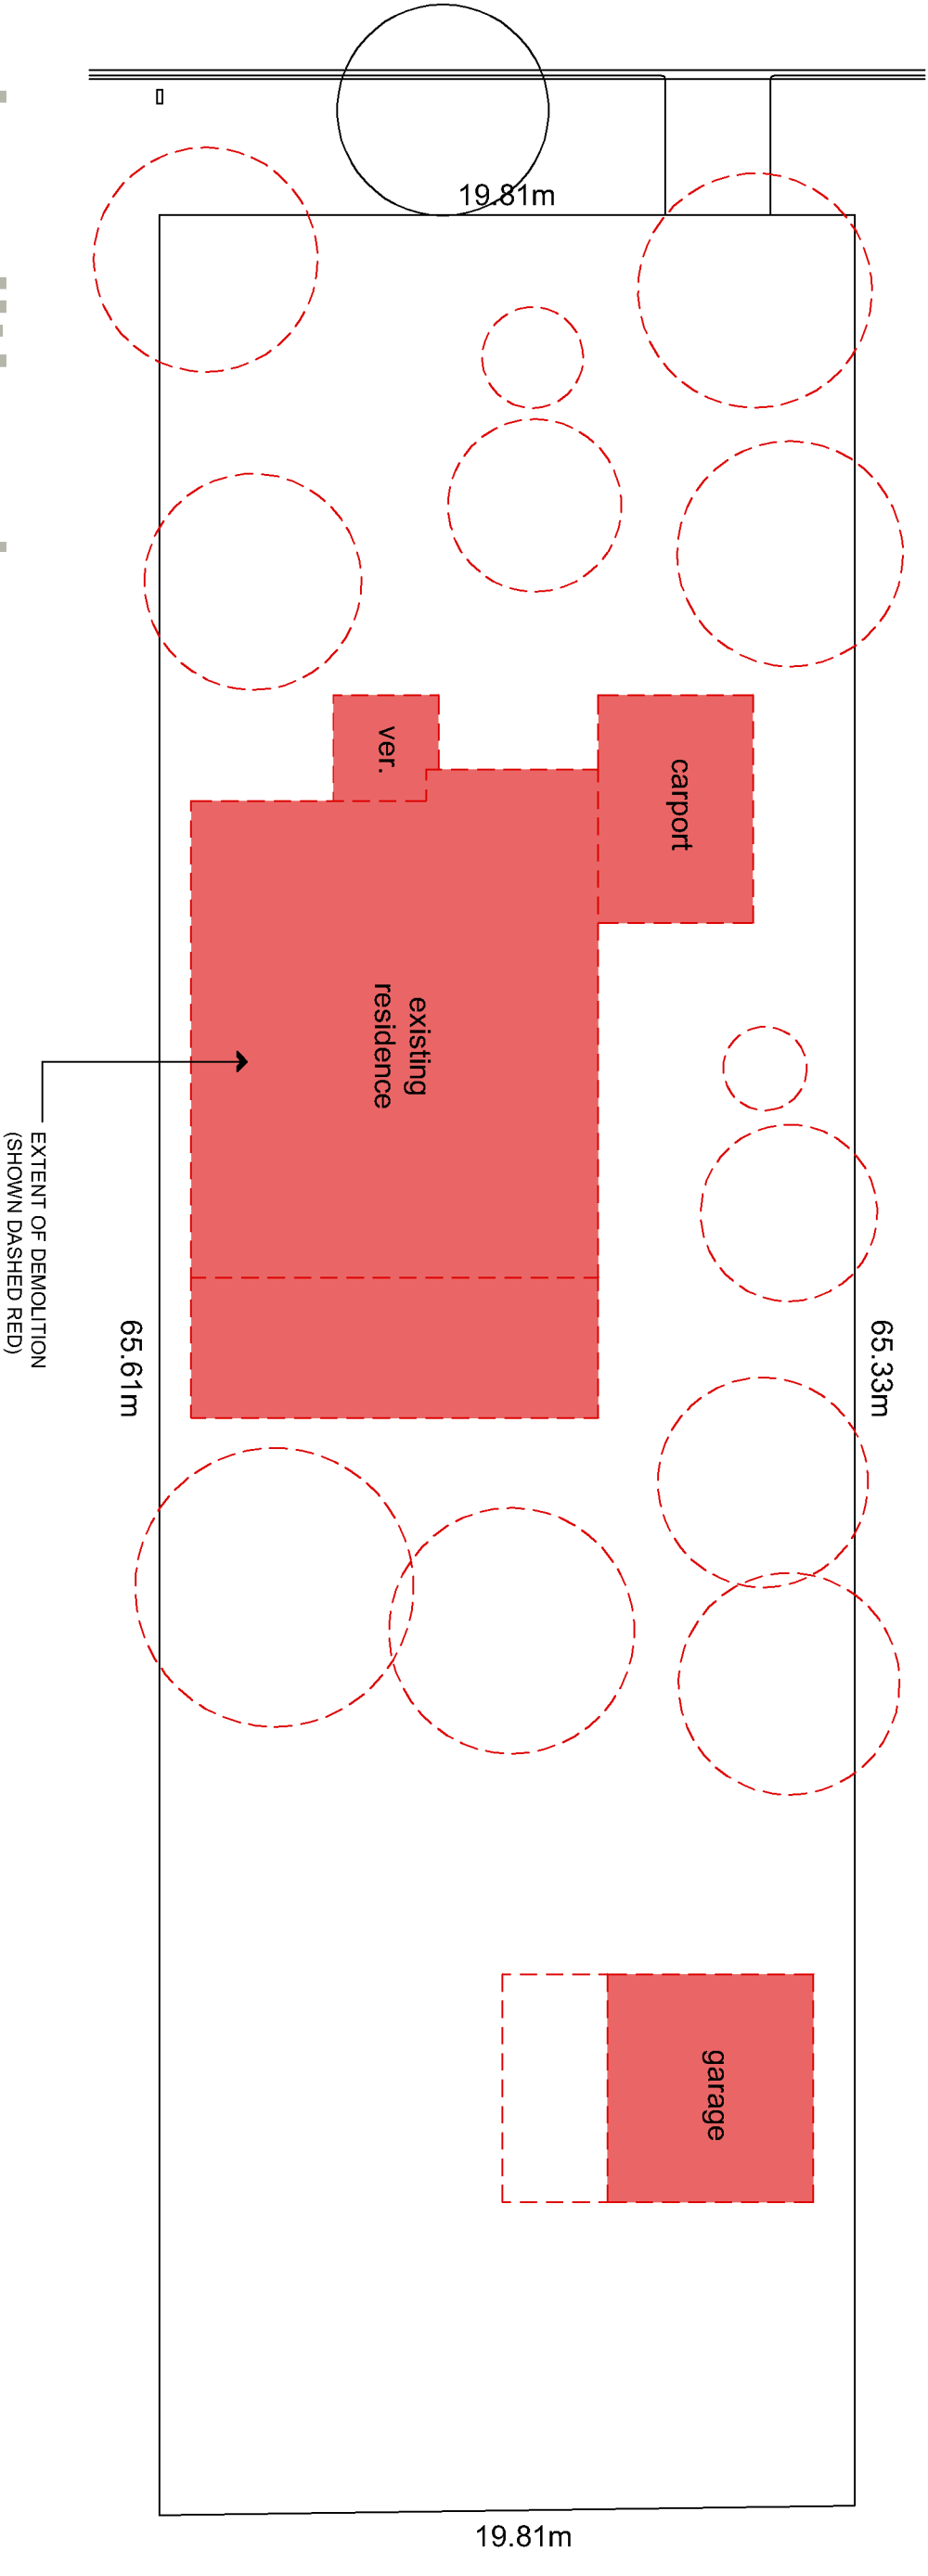 19.81m
ver.
carport
existing
residence
EXTENT OF DEMOLITION
(SHOWN DASHED RED)
65.61m
65.33m
garage
19.81m